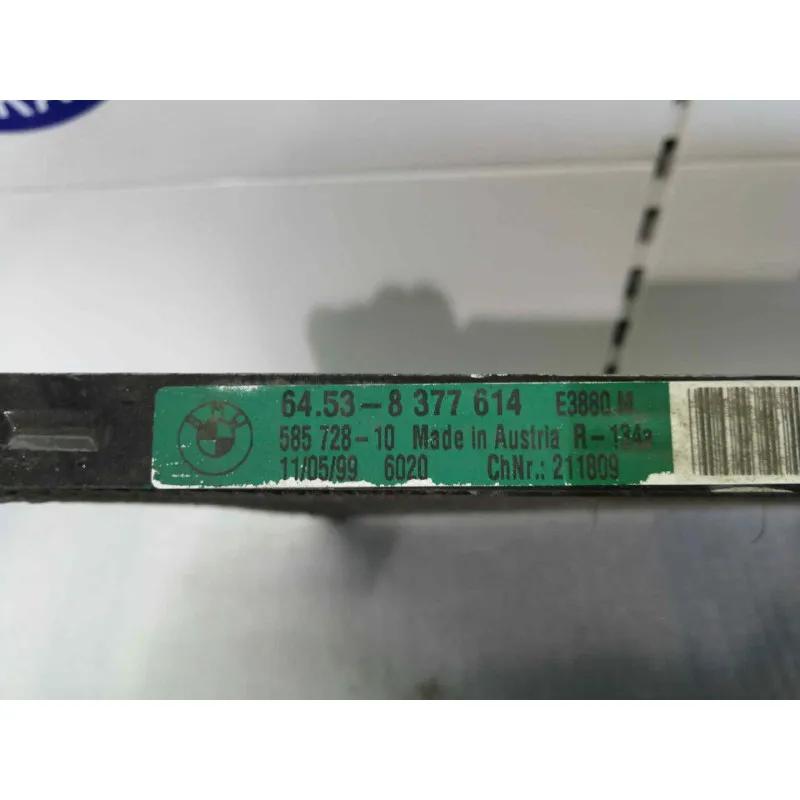 64.53-8 377 614 E3880.M
585 728-10 Made in Austria R-134a
11/05/99 6020 ChNr.: 211809